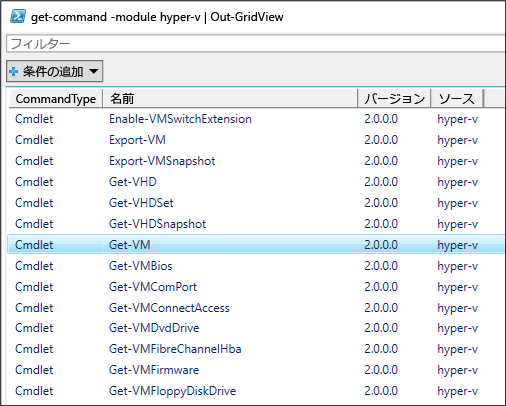 get-command -module hyper-v | Out-GridView
フィルター
条件の追加
CommandType 名前 バージョン ソース
Cmdlet Enable-VMSwitchExtension 2.0.0.0 hyper-v
Cmdlet Export-VM 2.0.0.0 hyper-v
Cmdlet Export-VMSnapshot 2.0.0.0 hyper-v
Cmdlet Get-VHD 2.0.0.0 hyper-v
Cmdlet Get-VHDSet 2.0.0.0 hyper-v
Cmdlet Get-VHDSnapshot 2.0.0.0 hyper-v
Cmdlet Get-VM 2.0.0.0 hyper-v
Cmdlet Get-VMBios 2.0.0.0 hyper-v
Cmdlet Get-VMComPort 2.0.0.0 hyper-v
Cmdlet Get-VMConnectAccess 2.0.0.0 hyper-v
Cmdlet Get-VMDvdDrive 2.0.0.0 hyper-v
Cmdlet Get-VMFibreChannelHba 2.0.0.0 hyper-v
Cmdlet Get-VMFirmware 2.0.0.0 hyper-v
Cmdlet Get-VMFloppyDiskDrive 2.0.0.0 hyper-v